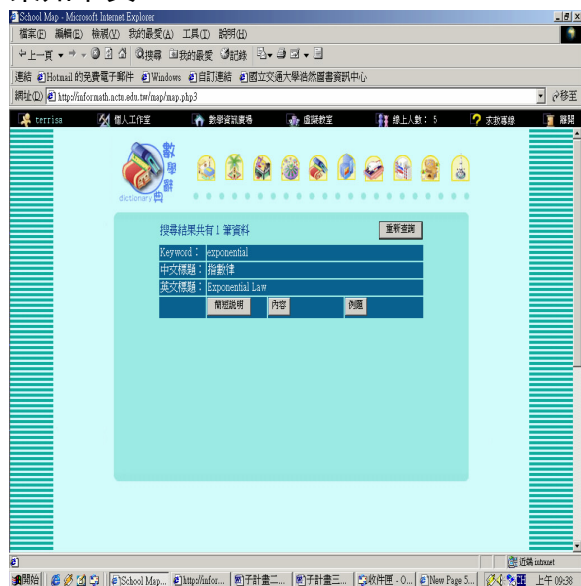 School Map - Microsoft Internet Explorer
檔案(F) 編輯(E) 檢視(V) 我的最愛(A) 工具(T) 說明(H)
上一頁 搜尋 我的最愛 記錄
連結 Hotmail 的免費電子郵件 Windows 自訂連結 國立交通大學浩然圖書資訊中心
網址(D) http://informath.nctu.edu.tw/map/map.php3 移至
terrisa 個人工作室 數學資訊廣場 虛擬教室 線上人數： 5 求救專線 離開
數學辭典
dictionary
搜尋結果共有 1 筆資料 重新查詢
Keyword： exponential
中文標題： 指數律
英文標題： Exponential Law
簡短說明 內容 例題
近端 intranet
開始 School Map... http://infor... 子計畫二... 子計畫三... 收件匣 - O... New Page 5... 上午 09:39